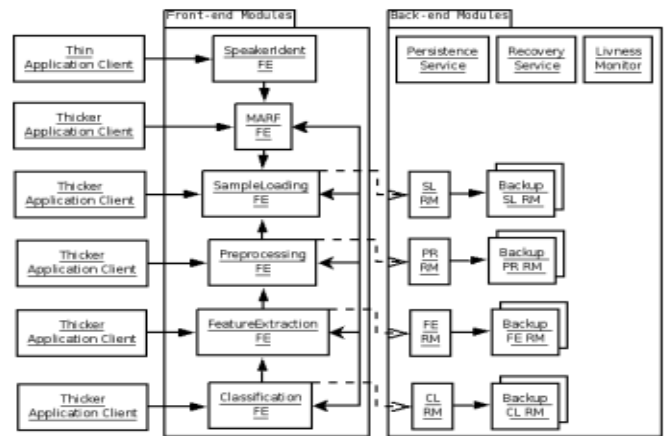 Front-end Modules
Back-end Modules
Thin
Application Client
SpeakerIdent
FE
Persistence
Service
Recovery
Service
Livness
Monitor
Thicker
Application Client
MARF
FE
Thicker
Application Client
SampleLoading
FE
SL
RM
Backup
SL RM
Thicker
Application Client
Preprocessing
FE
PR
RM
Backup
PR RM
Thicker
Application Client
FeatureExtraction
FE
FE
RM
Backup
FE RM
Thicker
Application Client
Classification
FE
CL
RM
Backup
CL RM